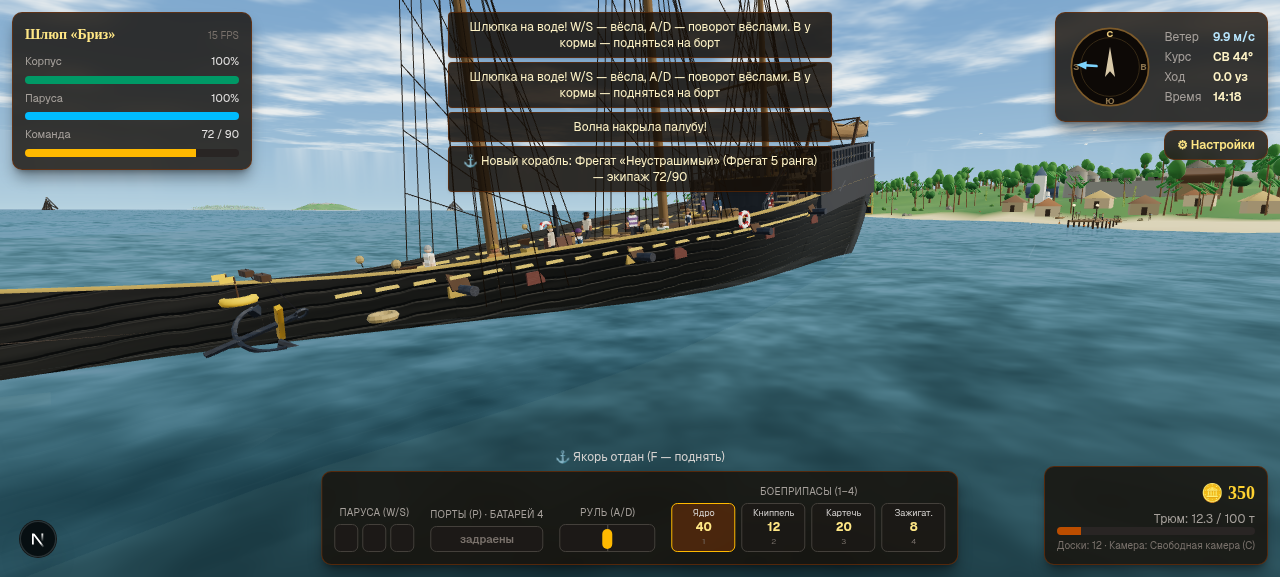 Шлюп «Бриз»
15 FPS
Корпус 100%
Паруса 100%
Команда 72 / 90
Шлюпка на воде! W/S — вёсла, A/D — поворот вёслами. В у
кормы — подняться на борт
Шлюпка на воде! W/S — вёсла, A/D — поворот вёслами. В у
кормы — подняться на борт
Волна накрыла палубу!
⚓ Новый корабль: Фрегат «Неустрашимый» (Фрегат 5 ранга)
— экипаж 72/90
С
З
В
Ю
Ветер 9.9 м/с
Курс СВ 44°
Ход 0.0 уз
Время 14:18
⚙ Настройки
⚓ Якорь отдан (F — поднять)
ПАРУСА (W/S)
ПОРТЫ (P) · БАТАРЕЙ 4
задраены
РУЛЬ (A/D)
БОЕПРИПАСЫ (1–4)
Ядро
40
1
Книппель
12
2
Картечь
20
3
Зажигат.
8
4
🪙 350
Трюм: 12.3 / 100 т
Доски: 12 · Камера: Свободная камера (C)
N